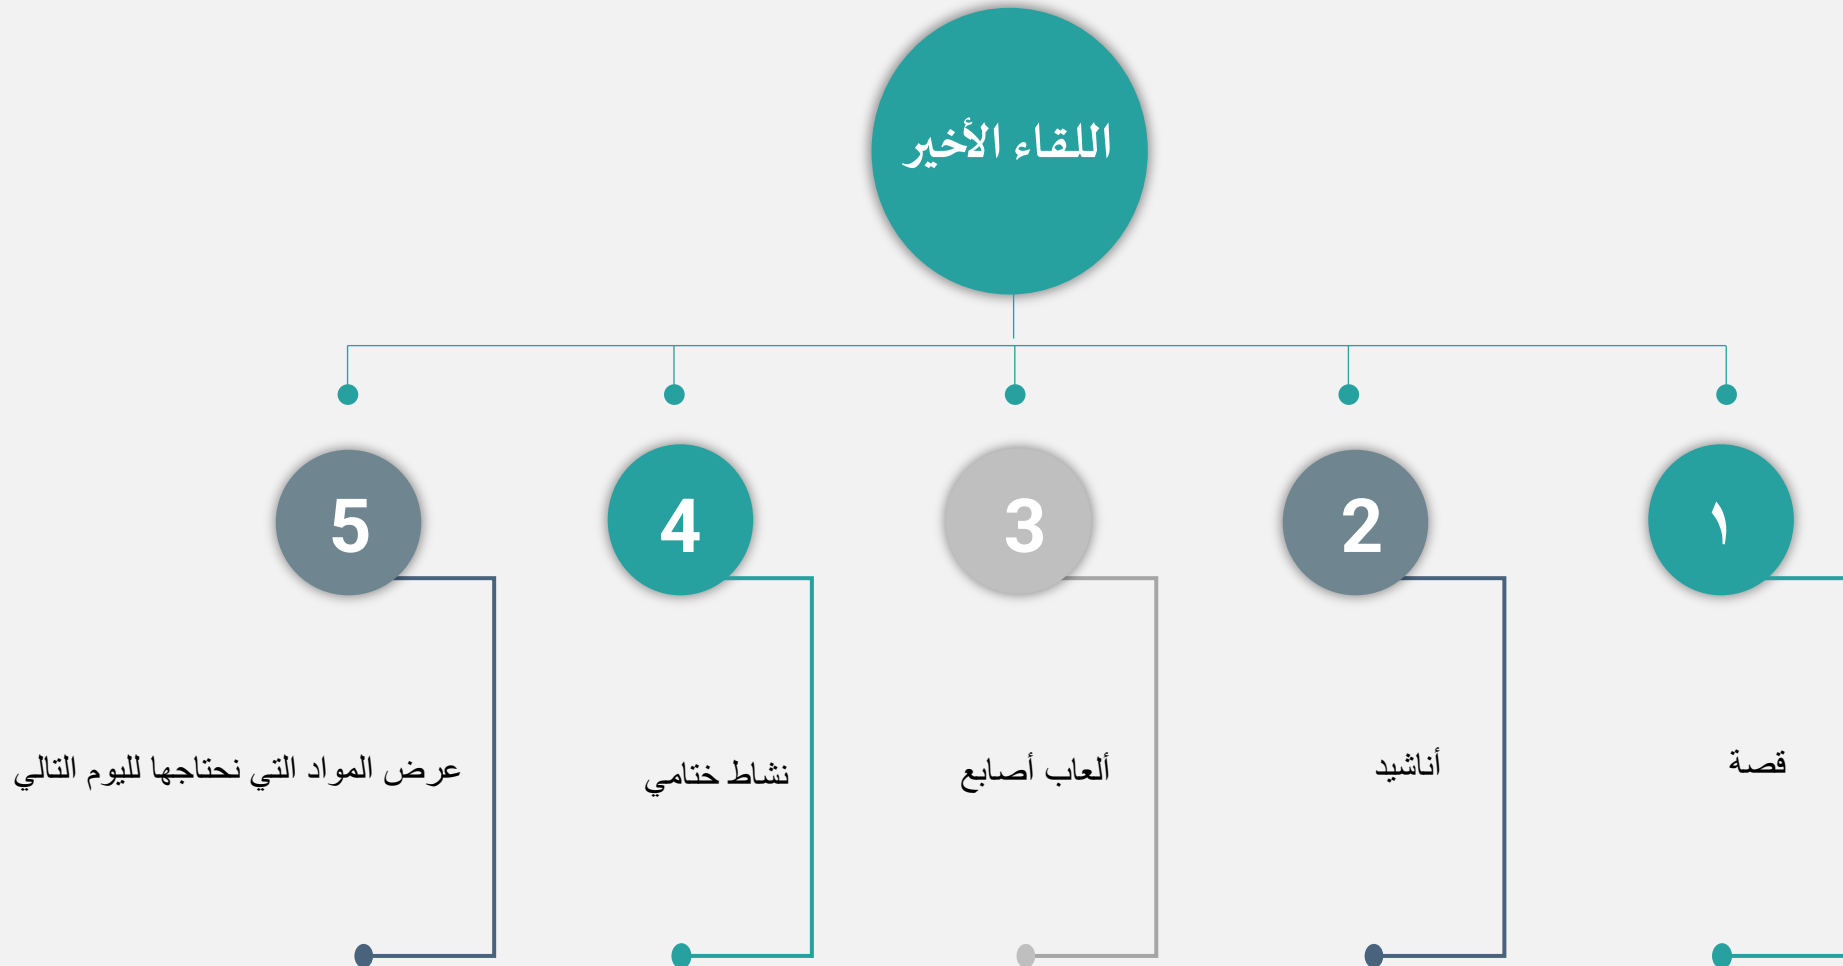 اللقاء الأخير
١
قصة
2
أناشيد
3
ألعاب أصابع
4
نشاط ختامي
5
عرض المواد التي نحتاجها لليوم التالي